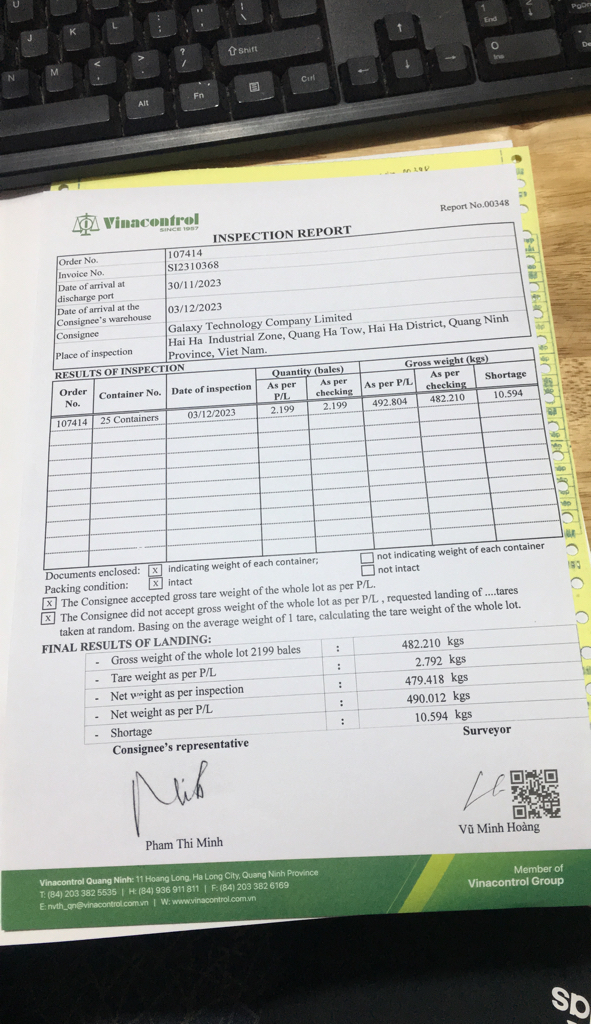 U
J
K
L
N
M
<
,
>
.
?
/
Shift
Alt
Fn
Ctrl
↑
←
↓
→
1
End
0
Ins
PgDn
Vinacontrol
SINCE 1957
Report No.00348
INSPECTION REPORT
Order No. 107414
Invoice No. SI2310368
Date of arrival at discharge port 30/11/2023
Date of arrival at the Consignee's warehouse 03/12/2023
Consignee Galaxy Technology Company Limited
Place of inspection Hai Ha Industrial Zone, Quang Ha Tow, Hai Ha District, Quang Ninh
Province, Viet Nam.
RESULTS OF INSPECTION
Order No. Container No. Date of inspection Quantity (bales) Gross weight (kgs)
As per P/L As per checking As per P/L As per checking Shortage
107414 25 Containers 03/12/2023 2.199 2.199 492.804 482.210 10.594
Documents enclosed: x indicating weight of each container; not indicating weight of each container
Packing condition: x intact not intact
x The Consignee accepted gross tare weight of the whole lot as per P/L.
x The Consignee did not accept gross weight of the whole lot as per P/L , requested landing of ....tares
taken at random. Basing on the average weight of 1 tare, calculating the tare weight of the whole lot.
FINAL RESULTS OF LANDING:
- Gross weight of the whole lot 2199 bales : 482.210 kgs
- Tare weight as per P/L : 2.792 kgs
- Net weight as per inspection : 479.418 kgs
- Net weight as per P/L : 490.012 kgs
- Shortage : 10.594 kgs
Consignee's representative Surveyor
Pham Thi Minh Vũ Minh Hoàng
Vinacontrol Quang Ninh: 11 Hoang Long, Ha Long City, Quang Ninh Province
T: (84) 203 382 5535 | H: (84) 936 911 811 | F: (84) 203 382 6169
E: nvth_qn@vinacontrol.com.vn | W: www.vinacontrol.com.vn
Member of
Vinacontrol Group